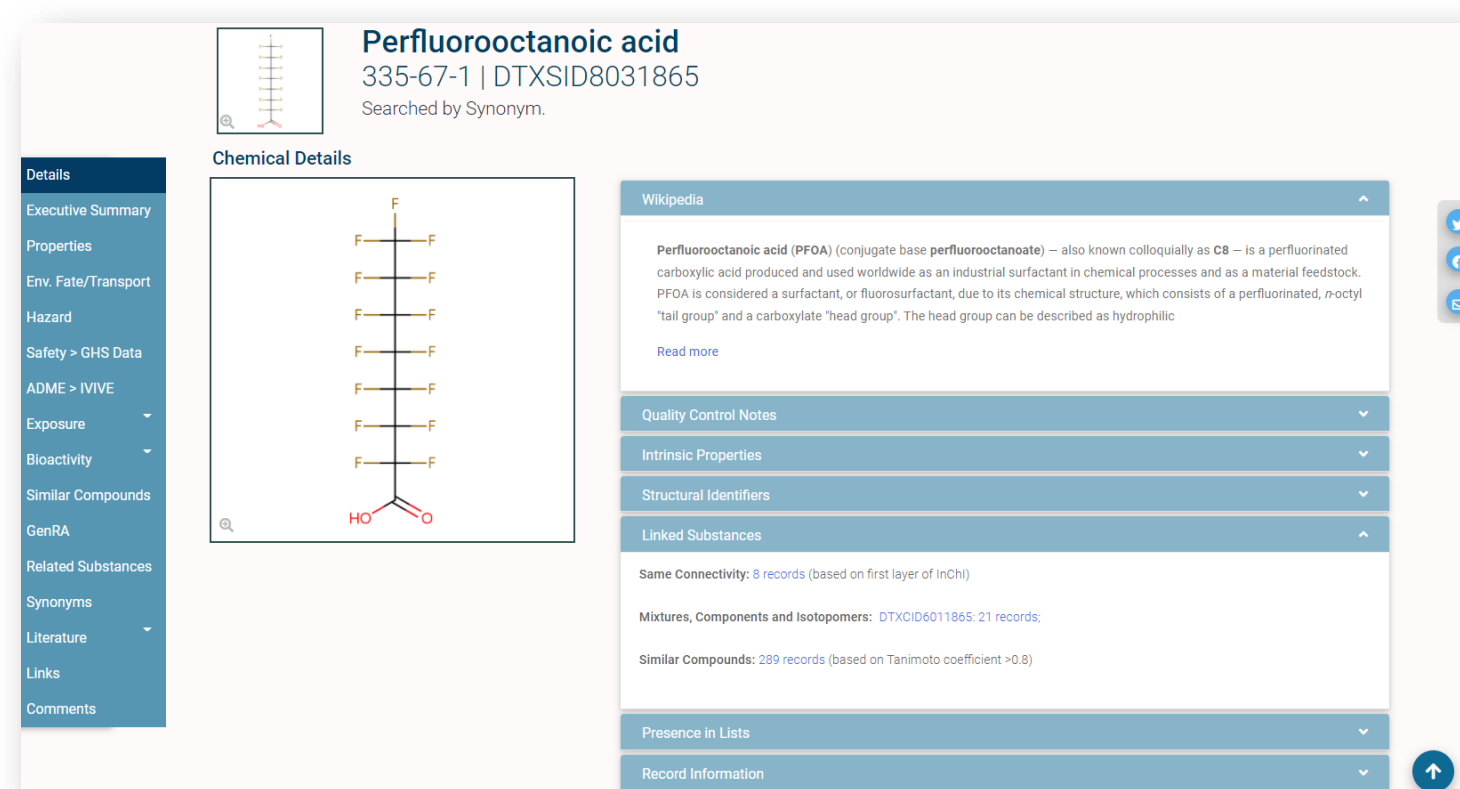 Perfluorooctanoic acid
335-67-1 | DTXSID8031865
Searched by Synonym.
Details
Executive Summary
Properties
Env. Fate/Transport
Hazard
Safety > GHS Data
ADME > IVIVE
Exposure
Bioactivity
Similar Compounds
GenRA
Related Substances
Synonyms
Literature
Links
Comments
Chemical Details
F
F F
F F
F F
F F
F F
F F
F F
HO O
Wikipedia
Perfluorooctanoic acid (PFOA) (conjugate base perfluorooctanoate) — also known colloquially as C8 — is a perfluorinated
carboxylic acid produced and used worldwide as an industrial surfactant in chemical processes and as a material feedstock.
PFOA is considered a surfactant, or fluorosurfactant, due to its chemical structure, which consists of a perfluorinated, n-octyl
"tail group" and a carboxylate "head group". The head group can be described as hydrophilic
Read more
Quality Control Notes
Intrinsic Properties
Structural Identifiers
Linked Substances
Same Connectivity: 8 records (based on first layer of InChI)
Mixtures, Components and Isotopomers: DTXCID6011865: 21 records;
Similar Compounds: 289 records (based on Tanimoto coefficient >0.8)
Presence in Lists
Record Information